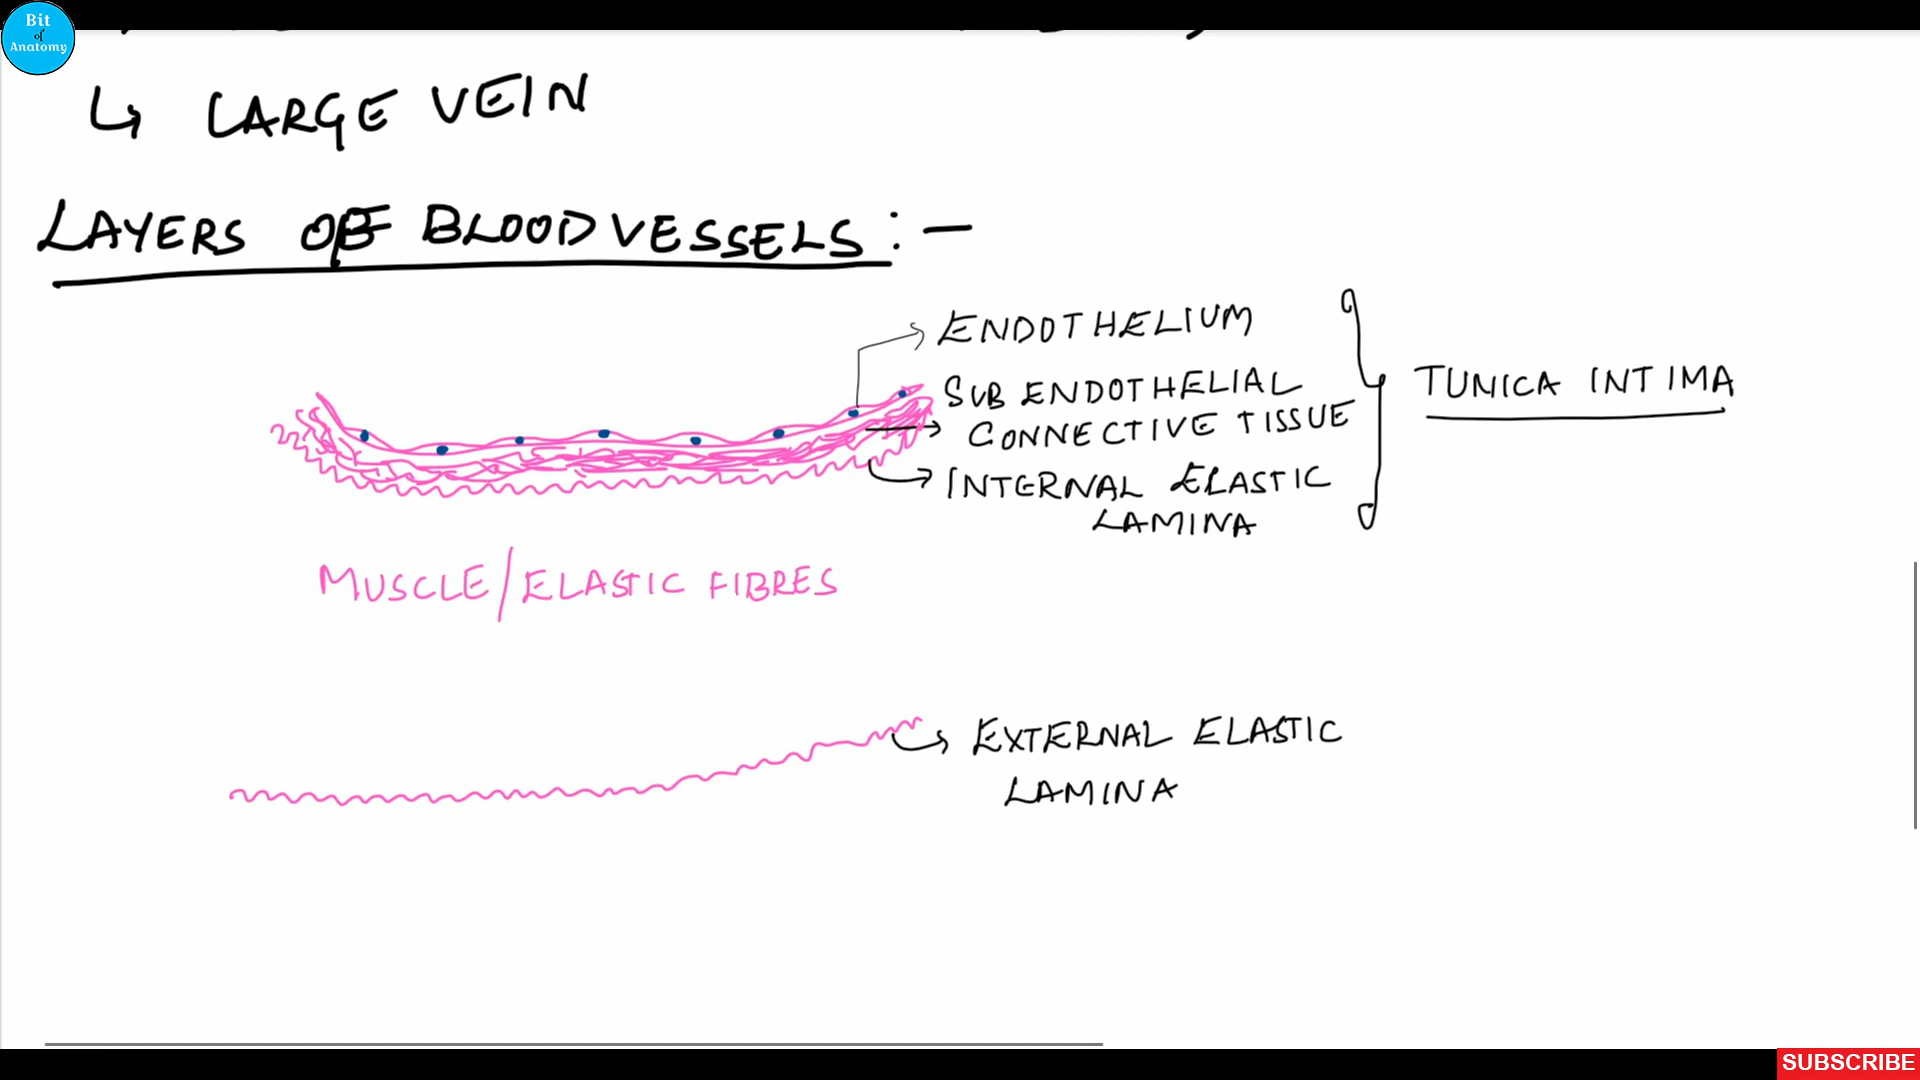 Bit
of
Anatomy
↳ LARGE VEIN
LAYERS OF BLOOD VESSELS :-
ENDOTHELIUM
SUB ENDOTHELIAL
CONNECTIVE TISSUE
INTERNAL ELASTIC
LAMINA
TUNICA INTIMA
MUSCLE/ELASTIC FIBRES
EXTERNAL ELASTIC
LAMINA
SUBSCRIBE